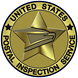 UNITED STATES
POSTAL INSPECTION SERVICE